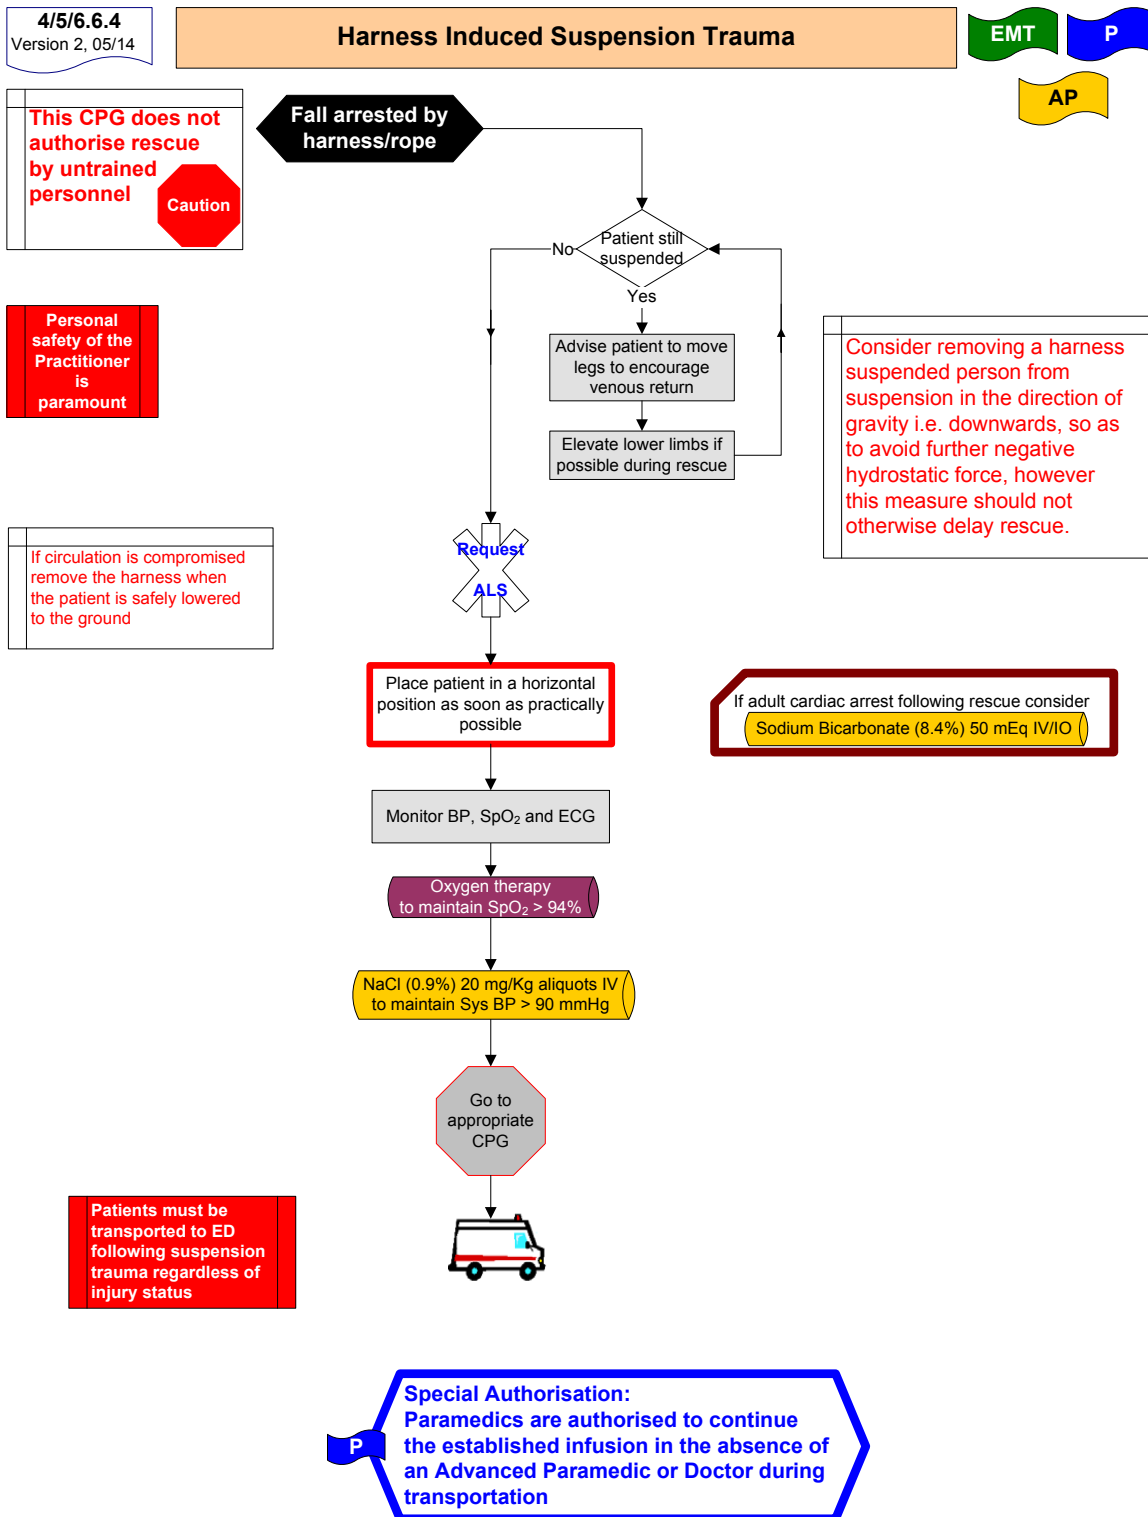 4/5/6.6.4
Version 2, 05/14
Harness Induced Suspension Trauma
EMT
P
AP
This CPG does not
authorise rescue
by untrained
personnel
Caution
Fall arrested by
harness/rope
Patient still
suspended
No
Yes
Personal
safety of the
Practitioner
is
paramount
Advise patient to move
legs to encourage
venous return
Elevate lower limbs if
possible during rescue
Consider removing a harness
suspended person from
suspension in the direction of
gravity i.e. downwards, so as
to avoid further negative
hydrostatic force, however
this measure should not
otherwise delay rescue.
If circulation is compromised
remove the harness when
the patient is safely lowered
to the ground
Request
ALS
Place patient in a horizontal
position as soon as practically
possible
If adult cardiac arrest following rescue consider
Sodium Bicarbonate (8.4%) 50 mEq IV/IO
Monitor BP, SpO₂ and ECG
Oxygen therapy
to maintain SpO₂ > 94%
NaCl (0.9%) 20 mg/Kg aliquots IV
to maintain Sys BP > 90 mmHg
Go to
appropriate
CPG
Patients must be
transported to ED
following suspension
trauma regardless of
injury status
P
Special Authorisation:
Paramedics are authorised to continue
the established infusion in the absence of
an Advanced Paramedic or Doctor during
transportation